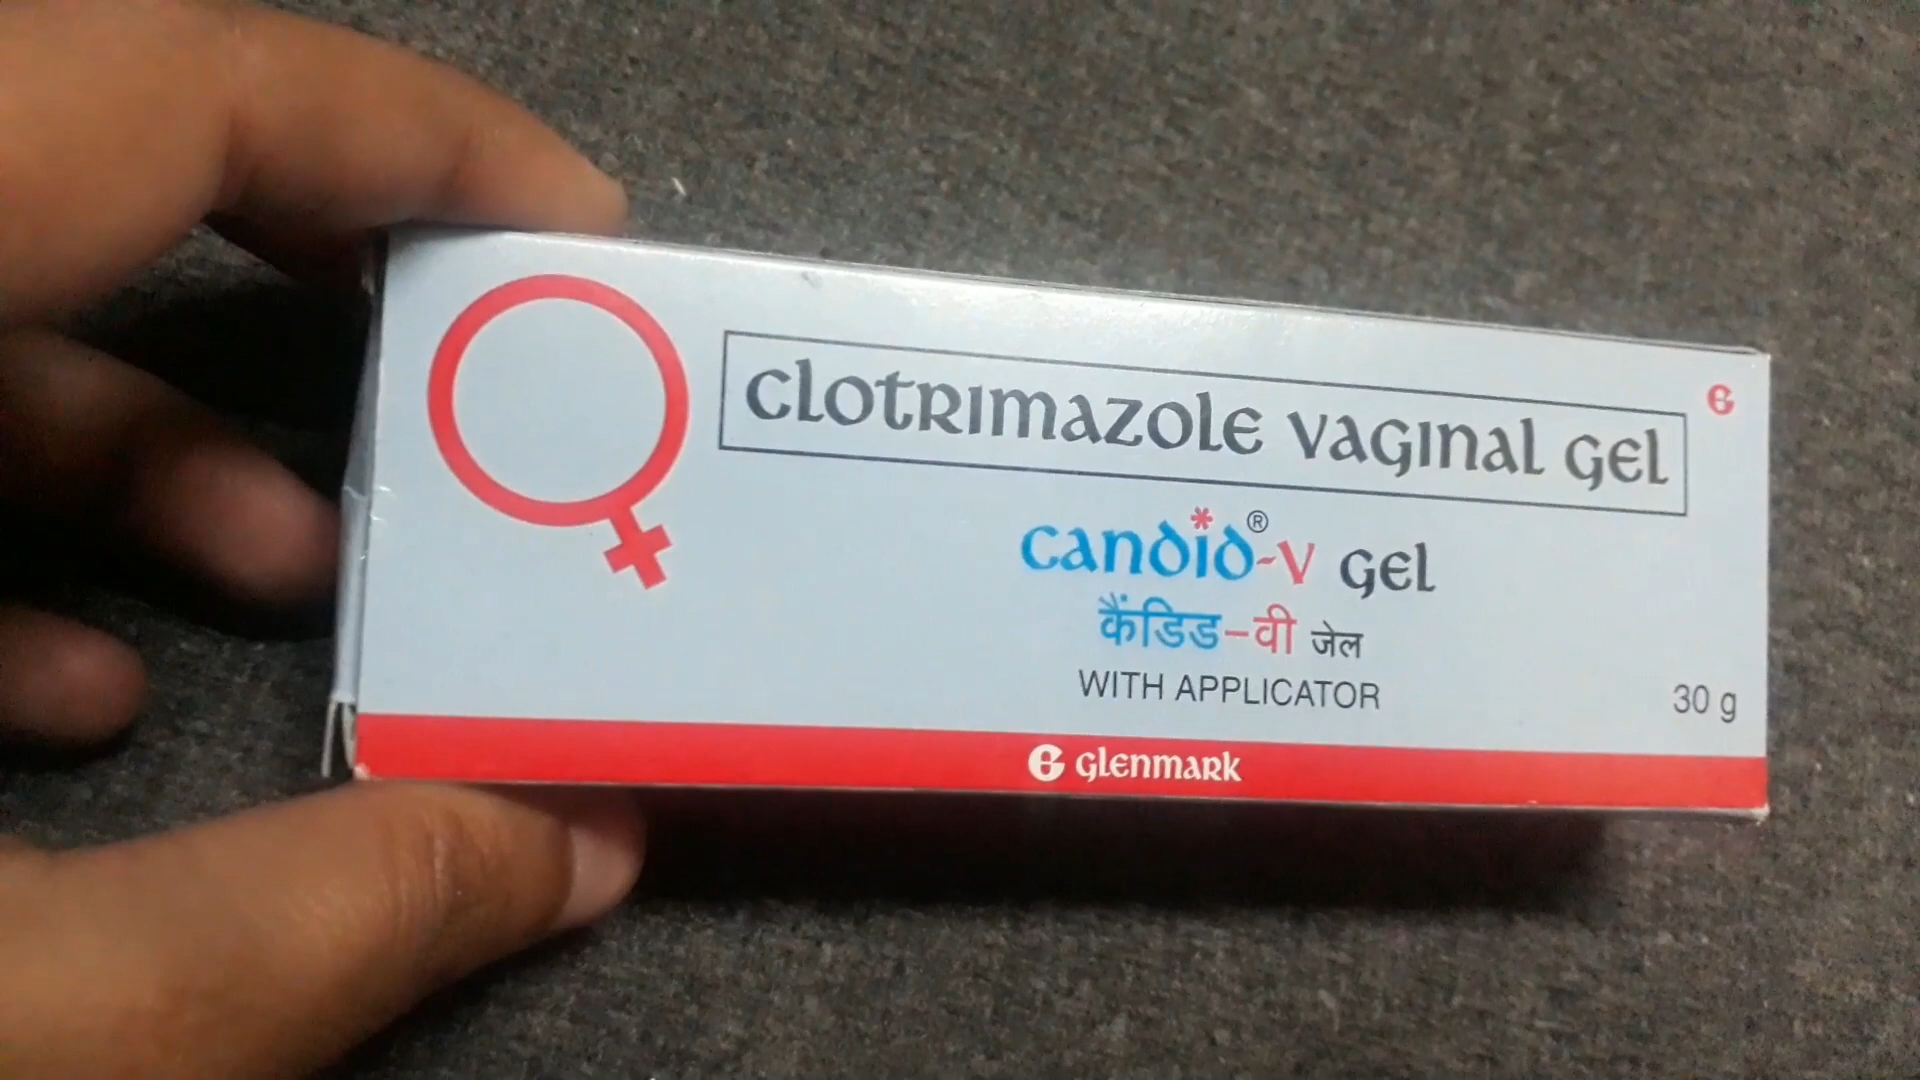 CLOTRIMAZOLE VAGINAL GEL
CANDID®-V GEL
कैंडिड-वी जेल
WITH APPLICATOR
30 g
GLENMARK